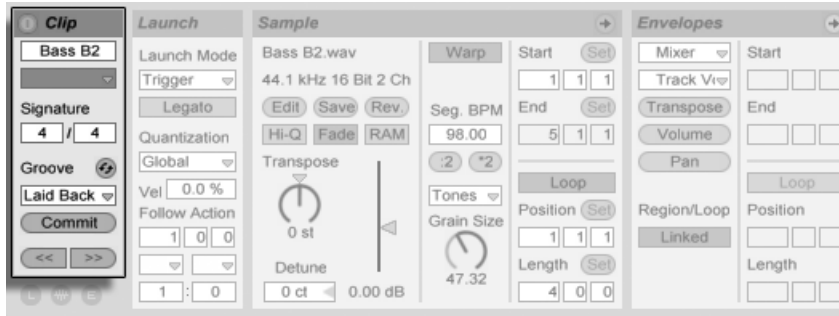 Clip
Bass B2
Signature
4 / 4
Groove
Laid Back
Commit
<< >>
L E
Launch
Launch Mode
Trigger
Legato
Quantization
Global
Vel 0.0 %
Follow Action
1 0 0
1 : 0
Sample
Bass B2.wav
44.1 kHz 16 Bit 2 Ch
Edit Save Rev.
Hi-Q Fade RAM
Transpose
0 st
Detune
0 ct 0.00 dB
Warp
Seg. BPM
98.00
:2 *2
Tones
Grain Size
47.32
Start Set
1 1 1
End Set
5 1 1
Loop
Position Set
1 1 1
Length Set
4 0 0
Envelopes
Mixer
Track
Transpose
Volume
Pan
Region/Loop
Linked
Start
End
Loop
Position
Length